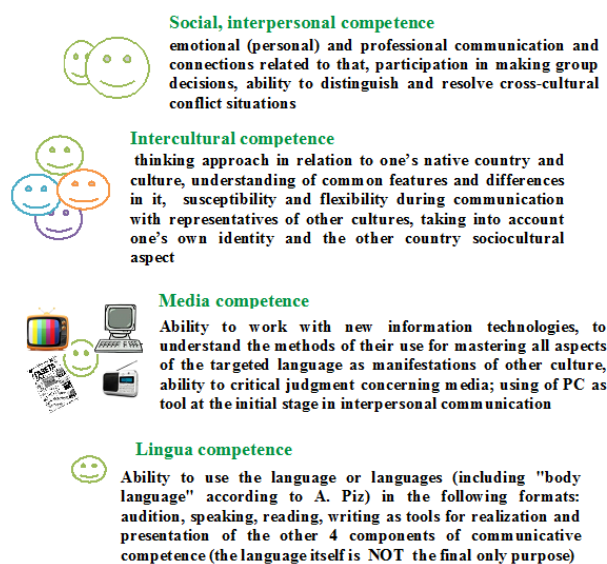 Social, interpersonal competence
emotional (personal) and professional communication and
connections related to that, participation in making group
decisions, ability to distinguish and resolve cross-cultural
conflict situations
Intercultural competence
thinking approach in relation to one's native country and
culture, understanding of common features and differences
in it, susceptibility and flexibility during communication
with representatives of other cultures, taking into account
one's own identity and the other country sociocultural
aspect
Media competence
Ability to work with new information technologies, to
understand the methods of their use for mastering all aspects
of the targeted language as manifestations of other culture,
ability to critical judgment concerning media; using of PC as
tool at the initial stage in interpersonal communication
Lingua competence
Ability to use the language or languages (including "body
language" according to A. Piz) in the following formats:
audition, speaking, reading, writing as tools for realization and
presentation of the other 4 components of communicative
competence (the language itself is NOT the final only purpose)